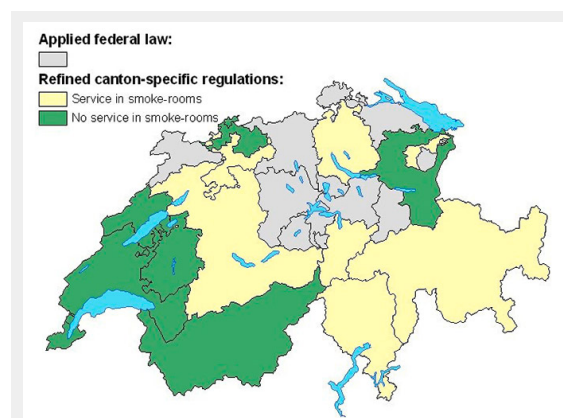 Applied federal law:
Refined canton-specific regulations:
Service in smoke-rooms
No service in smoke-rooms